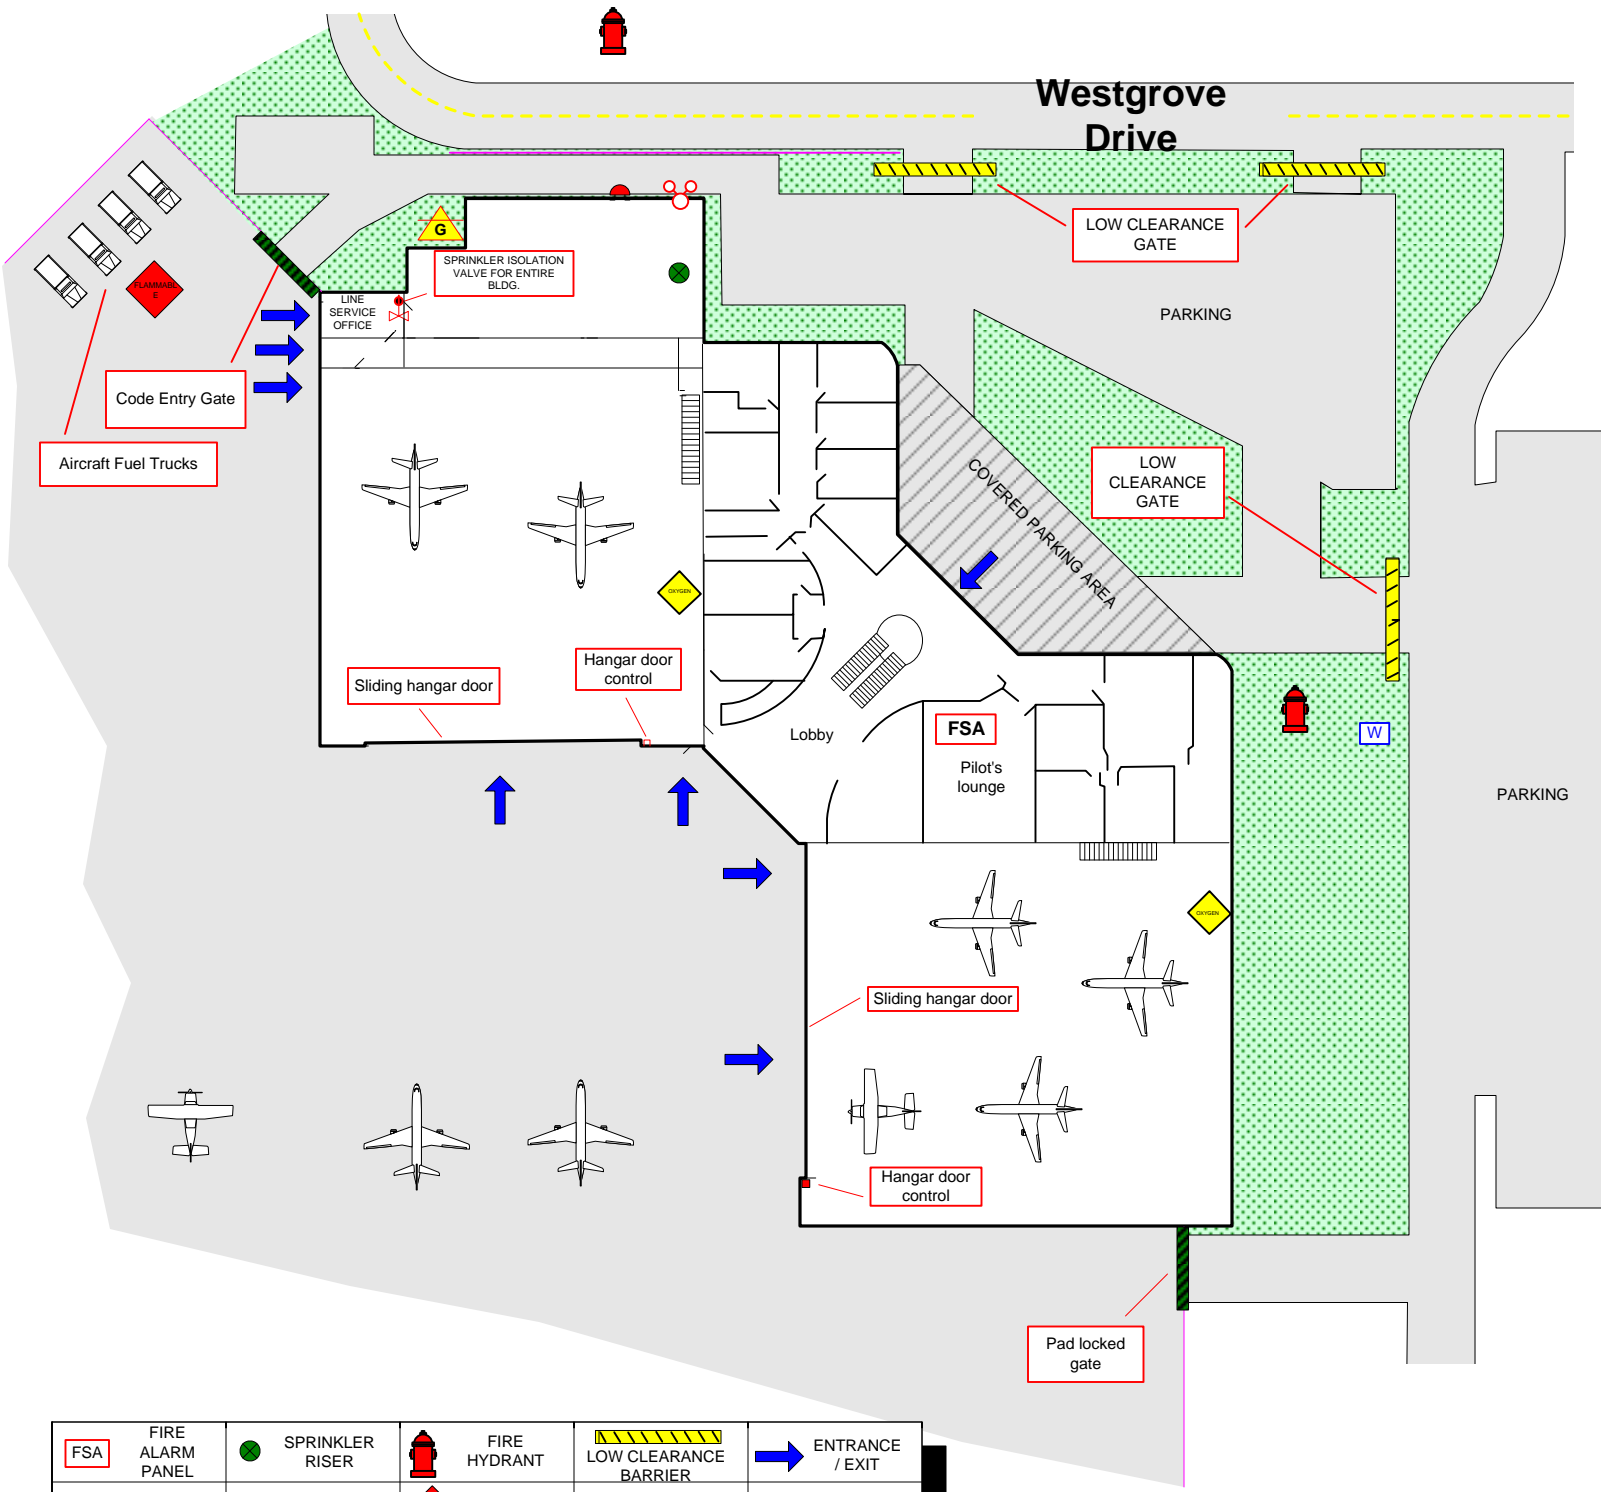 Westgrove
Drive
LOW CLEARANCE
GATE
G
SPRINKLER ISOLATION
VALVE FOR ENTIRE
BLDG.
FLAMMABL
E
LINE
SERVICE
OFFICE
PARKING
Code Entry Gate
Aircraft Fuel Trucks
LOW
CLEARANCE
GATE
COVERED PARKING AREA
OXYGEN
Hangar door
control
Sliding hangar door
Lobby
FSA
Pilot's
lounge
W
PARKING
OXYGEN
Sliding hangar door
Hangar door
control
Pad locked
gate
FSA
FIRE
ALARM
PANEL
SPRINKLER
RISER
FIRE
HYDRANT
LOW CLEARANCE
BARRIER
ENTRANCE
/ EXIT